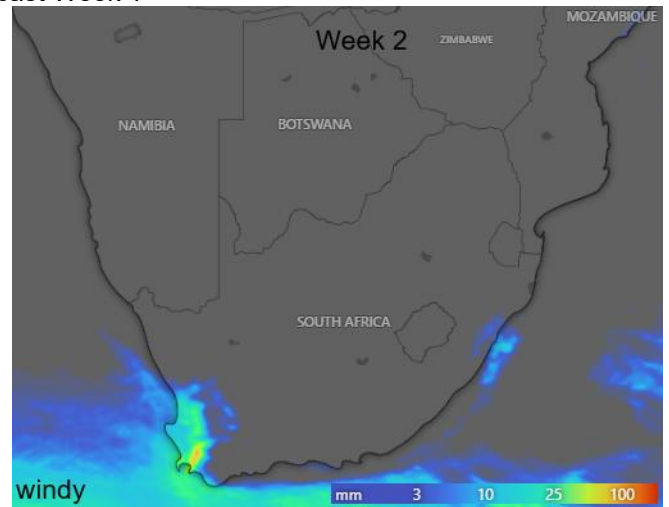 Week 2
MOZAMBIQUE
ZIMBABWE
NAMIBIA
BOTSWANA
SOUTH AFRICA
windy
mm 3 10 25 100